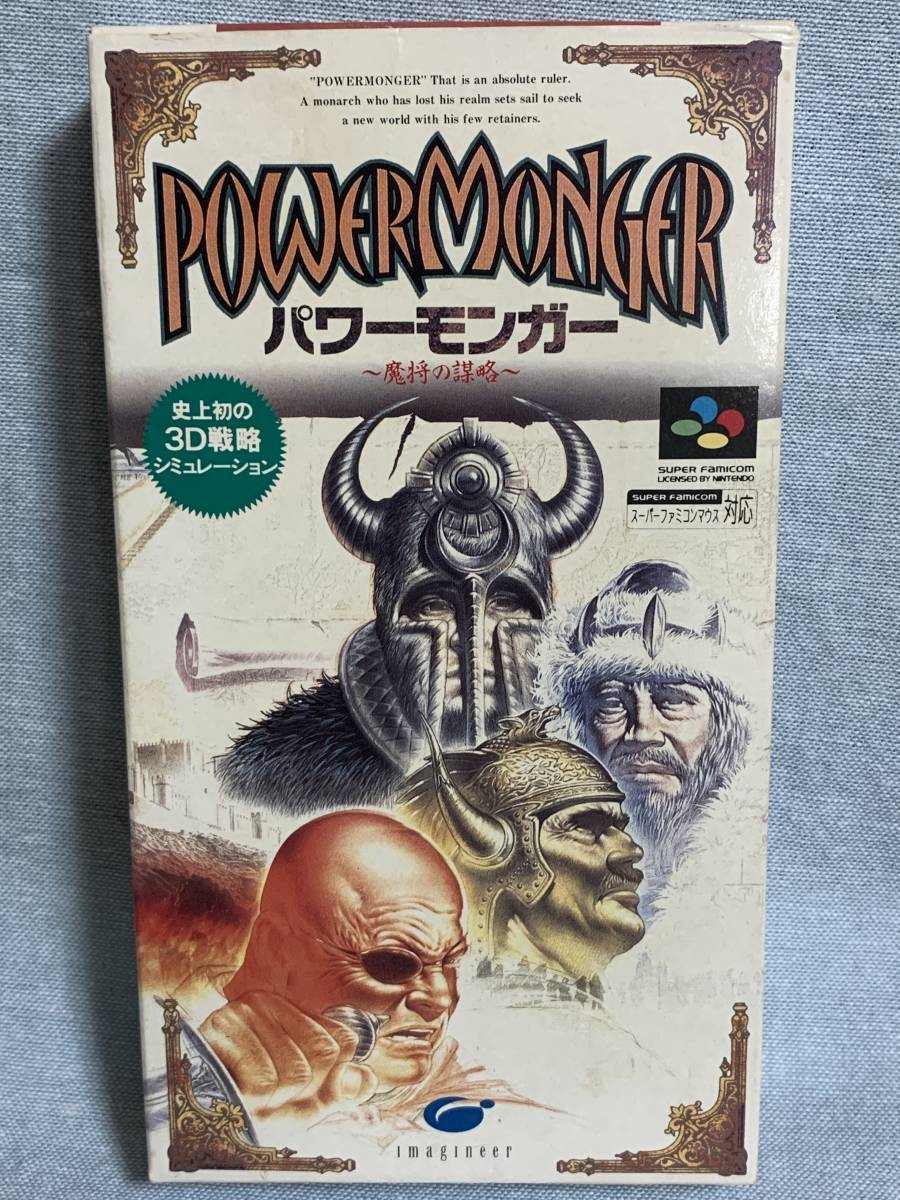 "POWERMONGER" That is an absolute ruler.
A monarch who has lost his realm sets sail to seek
a new world with his few retainers.
POWERMONGER
パワーモンガー
～魔将の謀略～
史上初の
3D戦略
シミュレーション
SUPER FAMICOM
LICENSED BY NINTENDO
SUPER FAMICOM
スーパーファミコンマウス 対応
imagineer